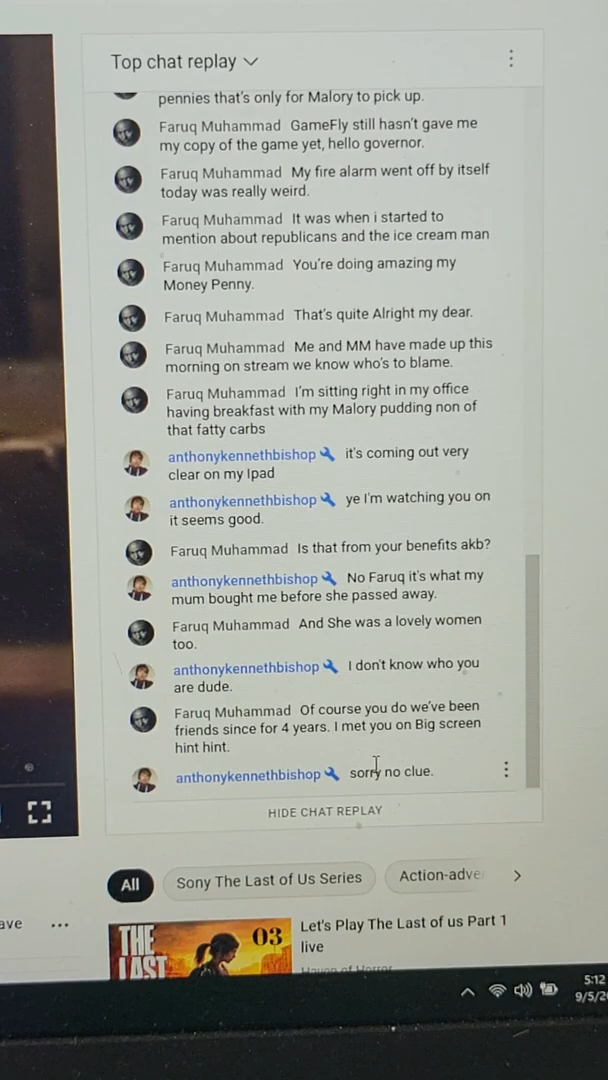 Top chat replay
pennies that's only for Malory to pick up.
Faruq Muhammad GameFly still hasn't gave me
my copy of the game yet, hello governor.
Faruq Muhammad My fire alarm went off by itself
today was really weird.
Faruq Muhammad It was when i started to
mention about republicans and the ice cream man
Faruq Muhammad You're doing amazing my
Money Penny.
Faruq Muhammad That's quite Alright my dear.
Faruq Muhammad Me and MM have made up this
morning on stream we know who's to blame.
Faruq Muhammad I'm sitting right in my office
having breakfast with my Malory pudding non of
that fatty carbs
anthonykennethbishop it's coming out very
clear on my Ipad
anthonykennethbishop ye I'm watching you on
it seems good.
Faruq Muhammad Is that from your benefits akb?
anthonykennethbishop No Faruq it's what my
mum bought me before she passed away.
Faruq Muhammad And She was a lovely women
too.
anthonykennethbishop I don't know who you
are dude.
Faruq Muhammad Of course you do we've been
friends since for 4 years. I met you on Big screen
hint hint.
anthonykennethbishop sorry no clue.
HIDE CHAT REPLAY
All
Sony The Last of Us Series
Action-adve
ave
THE
LAST
03
Let's Play The Last of us Part 1
live
5:12
9/5/2